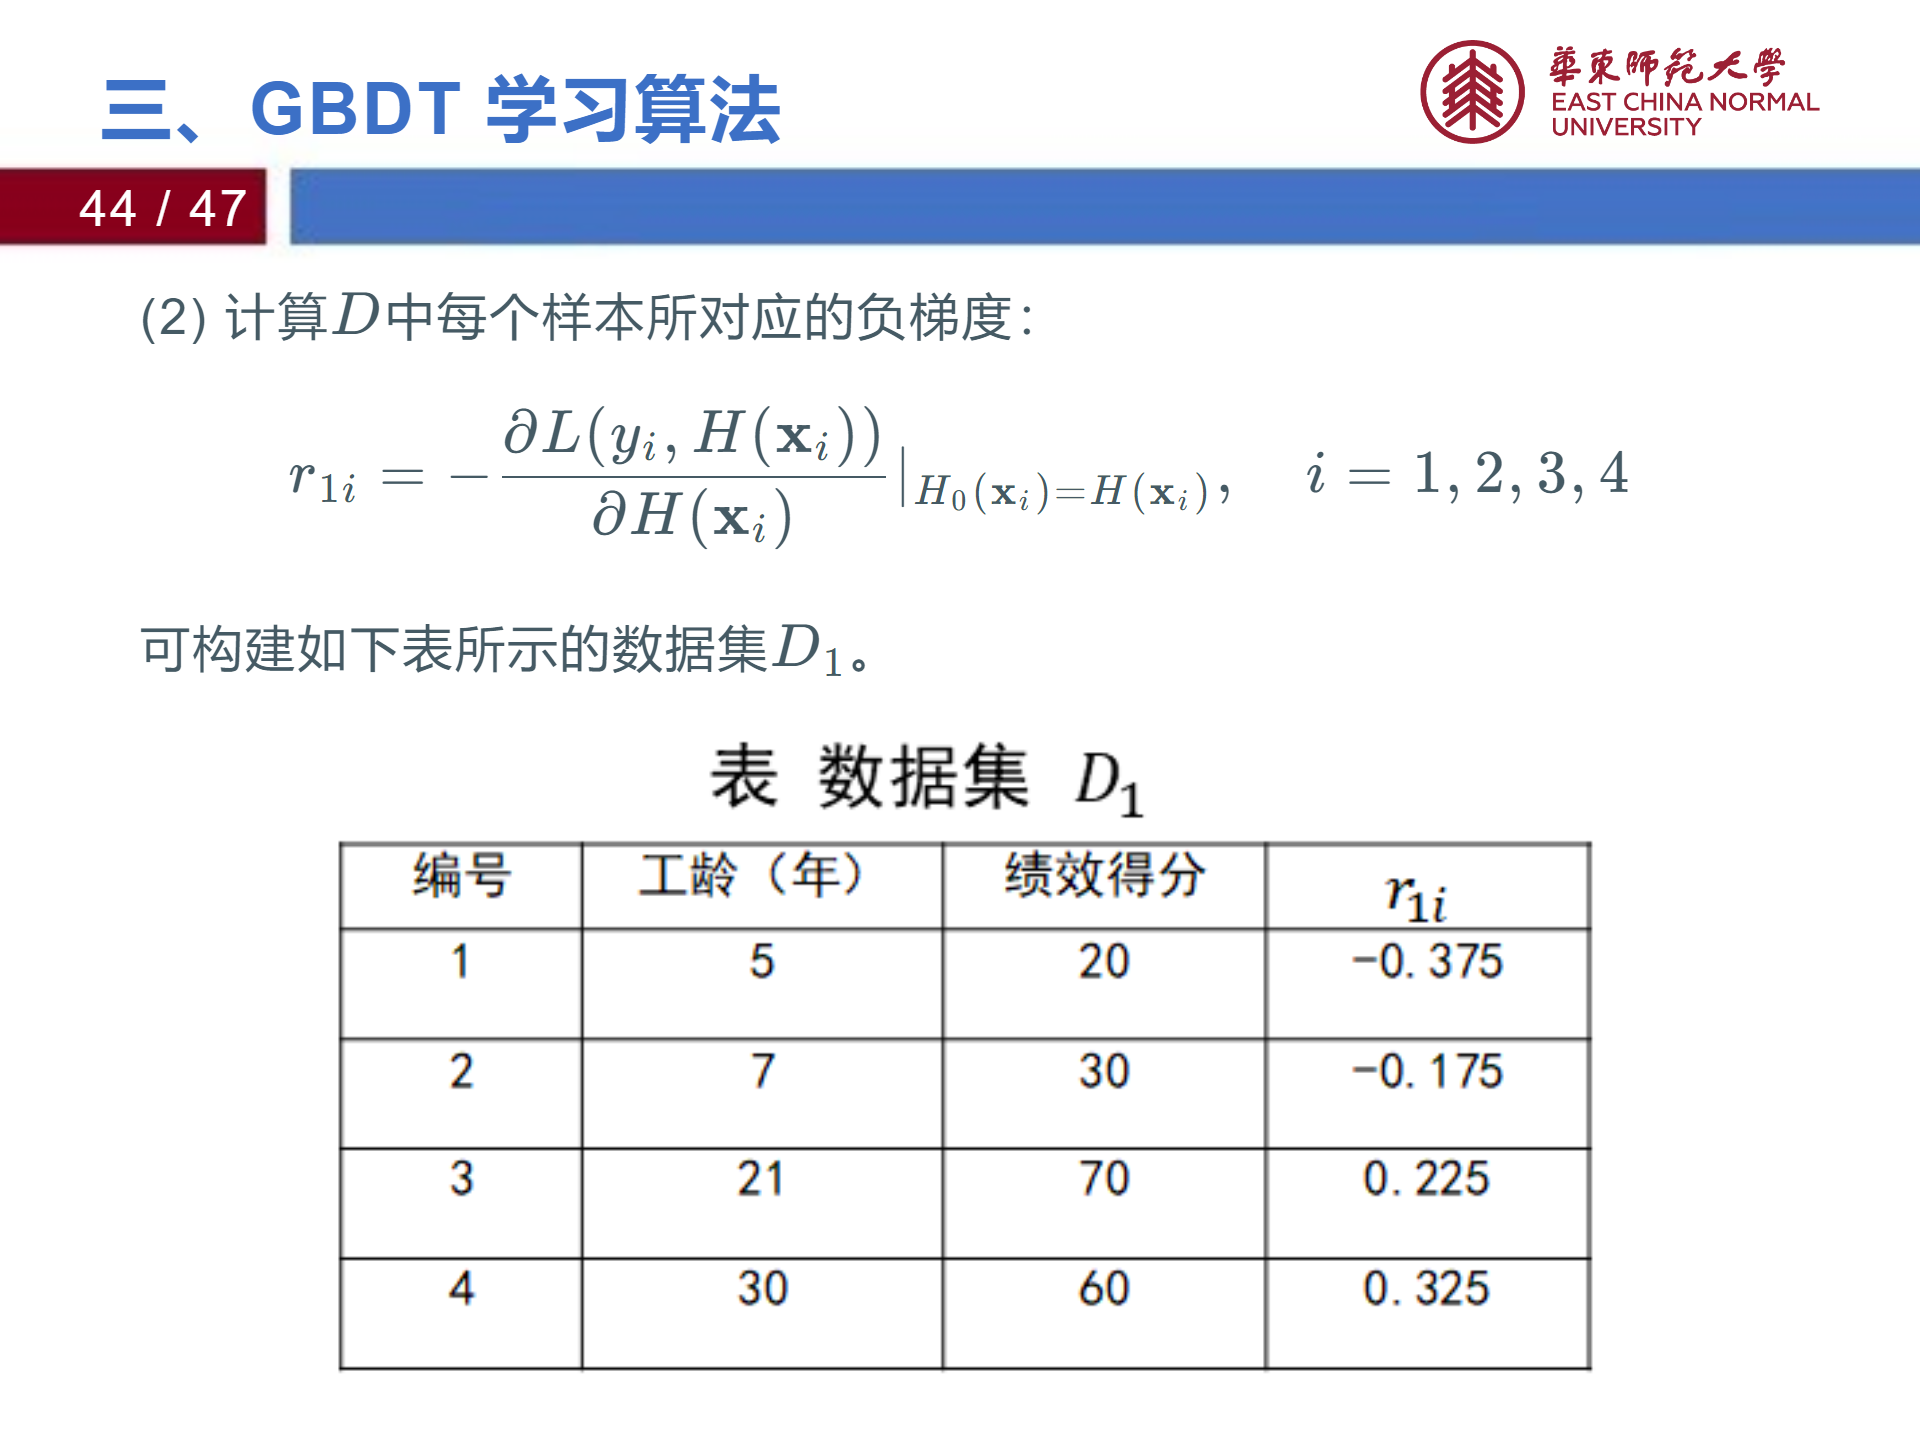 三、GBDT 学习算法
華東師範大學
EAST CHINA NORMAL
UNIVERSITY
44 / 47
(2) 计算D中每个样本所对应的负梯度：
r_{1i} = -\frac{∂L(y_i, H(x_i))}{∂H(x_i)}|_{H_0(x_i)=H(x_i)}, i = 1, 2, 3, 4
可构建如下表所示的数据集D_1。
表 数据集 D_1
编号 工龄（年） 绩效得分 r_{1i}
1 5 20 -0.375
2 7 30 -0.175
3 21 70 0.225
4 30 60 0.325